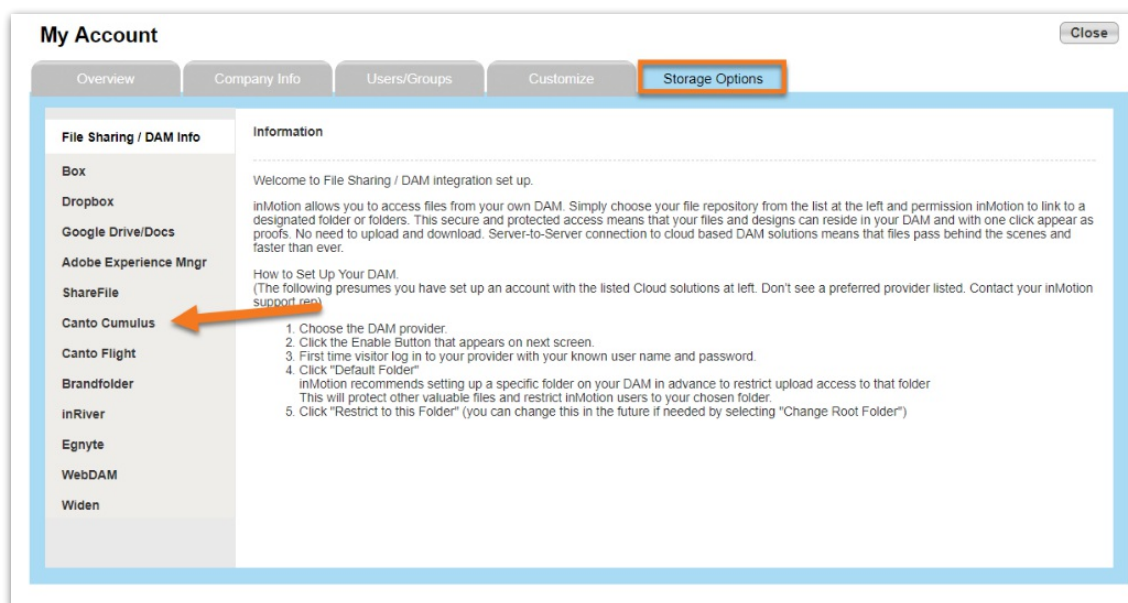 My Account
Close
Overview
Company Info
Users/Groups
Customize
Storage Options
File Sharing / DAM Info
Box
Dropbox
Google Drive/Docs
Adobe Experience Mngr
ShareFile
Canto Cumulus
Canto Flight
Brandfolder
inRiver
Egnyte
WebDAM
Widen
Information
Welcome to File Sharing / DAM integration set up.
inMotion allows you to access files from your own DAM. Simply choose your file repository from the list at the left and permission inMotion to link to a
designated folder or folders. This secure and protected access means that your files and designs can reside in your DAM and with one click appear as
proofs. No need to upload and download. Server-to-Server connection to cloud based DAM solutions means that files pass behind the scenes and
faster than ever.
How to Set Up Your DAM.
(The following presumes you have set up an account with the listed Cloud solutions at left. Don't see a preferred provider listed. Contact your inMotion
support rep)
1. Choose the DAM provider.
2. Click the Enable Button that appears on next screen.
3. First time visitor log in to your provider with your known user name and password.
4. Click "Default Folder"
inMotion recommends setting up a specific folder on your DAM in advance to restrict upload access to that folder
This will protect other valuable files and restrict inMotion users to your chosen folder.
5. Click "Restrict to this Folder" (you can change this in the future if needed by selecting "Change Root Folder")